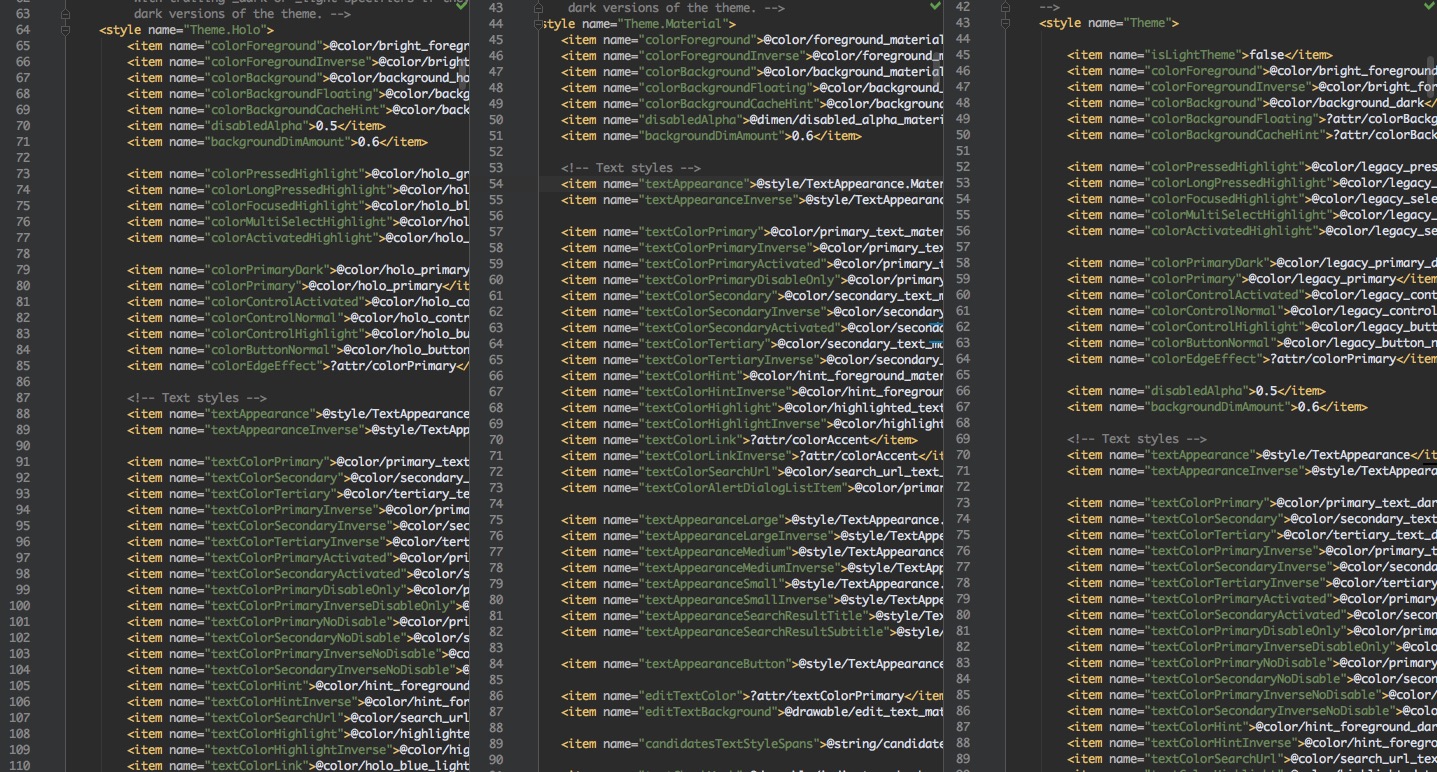 63 dark versions of the theme. -->
64 <style name="Theme.Holo">
65 <item name="colorForeground">@color/bright_foregr
66 <item name="colorForegroundInverse">@color/bright
67 <item name="colorBackground">@color/background_ho
68 <item name="colorBackgroundFloating">@color/backg
69 <item name="colorBackgroundCacheHint">@color/back
70 <item name="disabledAlpha">0.5</item>
71 <item name="backgroundDimAmount">0.6</item>
72
73 <item name="colorPressedHighlight">@color/holo_gr
74 <item name="colorLongPressedHighlight">@color/hol
75 <item name="colorFocusedHighlight">@color/holo_bl
76 <item name="colorMultiSelectHighlight">@color/hol
77 <item name="colorActivatedHighlight">@color/holo_
78
79 <item name="colorPrimaryDark">@color/holo_primary
80 <item name="colorPrimary">@color/holo_primary</it
81 <item name="colorControlActivated">@color/holo_co
82 <item name="colorControlNormal">@color/holo_contr
83 <item name="colorControlHighlight">@color/holo_bu
84 <item name="colorButtonNormal">@color/holo_button
85 <item name="colorEdgeEffect">?attr/colorPrimary</
86
87 <!-- Text styles -->
88 <item name="textAppearance">@style/TextAppearance
89 <item name="textAppearanceInverse">@style/TextApp
90
91 <item name="textColorPrimary">@color/primary_text
92 <item name="textColorSecondary">@color/secondary_
93 <item name="textColorTertiary">@color/tertiary_te
94 <item name="textColorPrimaryInverse">@color/prima
95 <item name="textColorSecondaryInverse">@color/sec
96 <item name="textColorTertiaryInverse">@color/tert
97 <item name="textColorPrimaryActivated">@color/pri
98 <item name="textColorSecondaryActivated">@color/s
99 <item name="textColorPrimaryDisableOnly">@color/p
100 <item name="textColorPrimaryInverseDisableOnly">@
101 <item name="textColorPrimaryNoDisable">@color/pri
102 <item name="textColorSecondaryNoDisable">@color/s
103 <item name="textColorPrimaryInverseNoDisable">@co
104 <item name="textColorSecondaryInverseNoDisable">@
105 <item name="textColorHint">@color/hint_foreground
106 <item name="textColorHintInverse">@color/hint_for
107 <item name="textColorSearchUrl">@color/search_url
108 <item name="textColorHighlight">@color/highlighte
109 <item name="textColorHighlightInverse">@color/hig
110 <item name="textColorLink">@color/holo_blue_light
43 dark versions of the theme. -->
44 style name="Theme.Material">
45 <item name="colorForeground">@color/foreground_material
46 <item name="colorForegroundInverse">@color/foreground_m
47 <item name="colorBackground">@color/background_material
48 <item name="colorBackgroundFloating">@color/background_
49 <item name="colorBackgroundCacheHint">@color/background
50 <item name="disabledAlpha">@dimen/disabled_alpha_materi
51 <item name="backgroundDimAmount">0.6</item>
52
53 <!-- Text styles -->
54 <item name="textAppearance">@style/TextAppearance.Mater
55 <item name="textAppearanceInverse">@style/TextAppearanc
56
57 <item name="textColorPrimary">@color/primary_text_mater
58 <item name="textColorPrimaryInverse">@color/primary_tex
59 <item name="textColorPrimaryActivated">@color/primary_t
60 <item name="textColorPrimaryDisableOnly">@color/primary
61 <item name="textColorSecondary">@color/secondary_text_m
62 <item name="textColorSecondaryInverse">@color/secondary
63 <item name="textColorSecondaryActivated">@color/seconda
64 <item name="textColorTertiary">@color/secondary_text_ma
65 <item name="textColorTertiaryInverse">@color/secondary_
66 <item name="textColorHint">@color/hint_foreground_mater
67 <item name="textColorHintInverse">@color/hint_foregroun
68 <item name="textColorHighlight">@color/highlighted_text
69 <item name="textColorHighlightInverse">@color/highlight
70 <item name="textColorLink">?attr/colorAccent</item>
71 <item name="textColorLinkInverse">?attr/colorAccent</it
72 <item name="textColorSearchUrl">@color/search_url_text_
73 <item name="textColorAlertDialogListItem">@color/primar
74
75 <item name="textAppearanceLarge">@style/TextAppearance.
76 <item name="textAppearanceLargeInverse">@style/TextAppe
77 <item name="textAppearanceMedium">@style/TextAppearance
78 <item name="textAppearanceMediumInverse">@style/TextApp
79 <item name="textAppearanceSmall">@style/TextAppearance.
80 <item name="textAppearanceSmallInverse">@style/TextAppe
81 <item name="textAppearanceSearchResultTitle">@style/Tex
82 <item name="textAppearanceSearchResultSubtitle">@style/
83
84 <item name="textAppearanceButton">@style/TextAppearance
85
86 <item name="editTextColor">?attr/textColorPrimary</item
87 <item name="editTextBackground">@drawable/edit_text_mat
88
89 <item name="candidatesTextStyleSpans">@string/candidate
90
42 -->
43 <style name="Theme">
44
45 <item name="isLightTheme">false</item>
46 <item name="colorForeground">@color/bright_foreground
47 <item name="colorForegroundInverse">@color/bright_for
48 <item name="colorBackground">@color/background_dark</
49 <item name="colorBackgroundFloating">?attr/colorBackg
50 <item name="colorBackgroundCacheHint">?attr/colorBack
51
52 <item name="colorPressedHighlight">@color/legacy_pres
53 <item name="colorLongPressedHighlight">@color/legacy_
54 <item name="colorFocusedHighlight">@color/legacy_sele
55 <item name="colorMultiSelectHighlight">@color/legacy_
56 <item name="colorActivatedHighlight">@color/legacy_se
57
58 <item name="colorPrimaryDark">@color/legacy_primary_d
59 <item name="colorPrimary">@color/legacy_primary</item
60 <item name="colorControlActivated">@color/legacy_cont
61 <item name="colorControlNormal">@color/legacy_control
62 <item name="colorControlHighlight">@color/legacy_butt
63 <item name="colorButtonNormal">@color/legacy_button_n
64 <item name="colorEdgeEffect">?attr/colorPrimary</item
65
66 <item name="disabledAlpha">0.5</item>
67 <item name="backgroundDimAmount">0.6</item>
68
69 <!-- Text styles -->
70 <item name="textAppearance">@style/TextAppearance</it
71 <item name="textAppearanceInverse">@style/TextAppeara
72
73 <item name="textColorPrimary">@color/primary_text_dar
74 <item name="textColorSecondary">@color/secondary_text
75 <item name="textColorTertiary">@color/tertiary_text_d
76 <item name="textColorPrimaryInverse">@color/primary_t
77 <item name="textColorSecondaryInverse">@color/seconda
78 <item name="textColorTertiaryInverse">@color/tertiary
79 <item name="textColorPrimaryActivated">@color/primary
80 <item name="textColorSecondaryActivated">@color/secon
81 <item name="textColorPrimaryDisableOnly">@color/prima
82 <item name="textColorPrimaryInverseDisableOnly">@colo
83 <item name="textColorPrimaryNoDisable">@color/primary
84 <item name="textColorSecondaryNoDisable">@color/secon
85 <item name="textColorPrimaryInverseNoDisable">@color/
86 <item name="textColorSecondaryInverseNoDisable">@colo
87 <item name="textColorHint">@color/hint_foreground_dar
88 <item name="textColorHintInverse">@color/hint_foregro
89 <item name="textColorSearchUrl">@color/search_url_tex